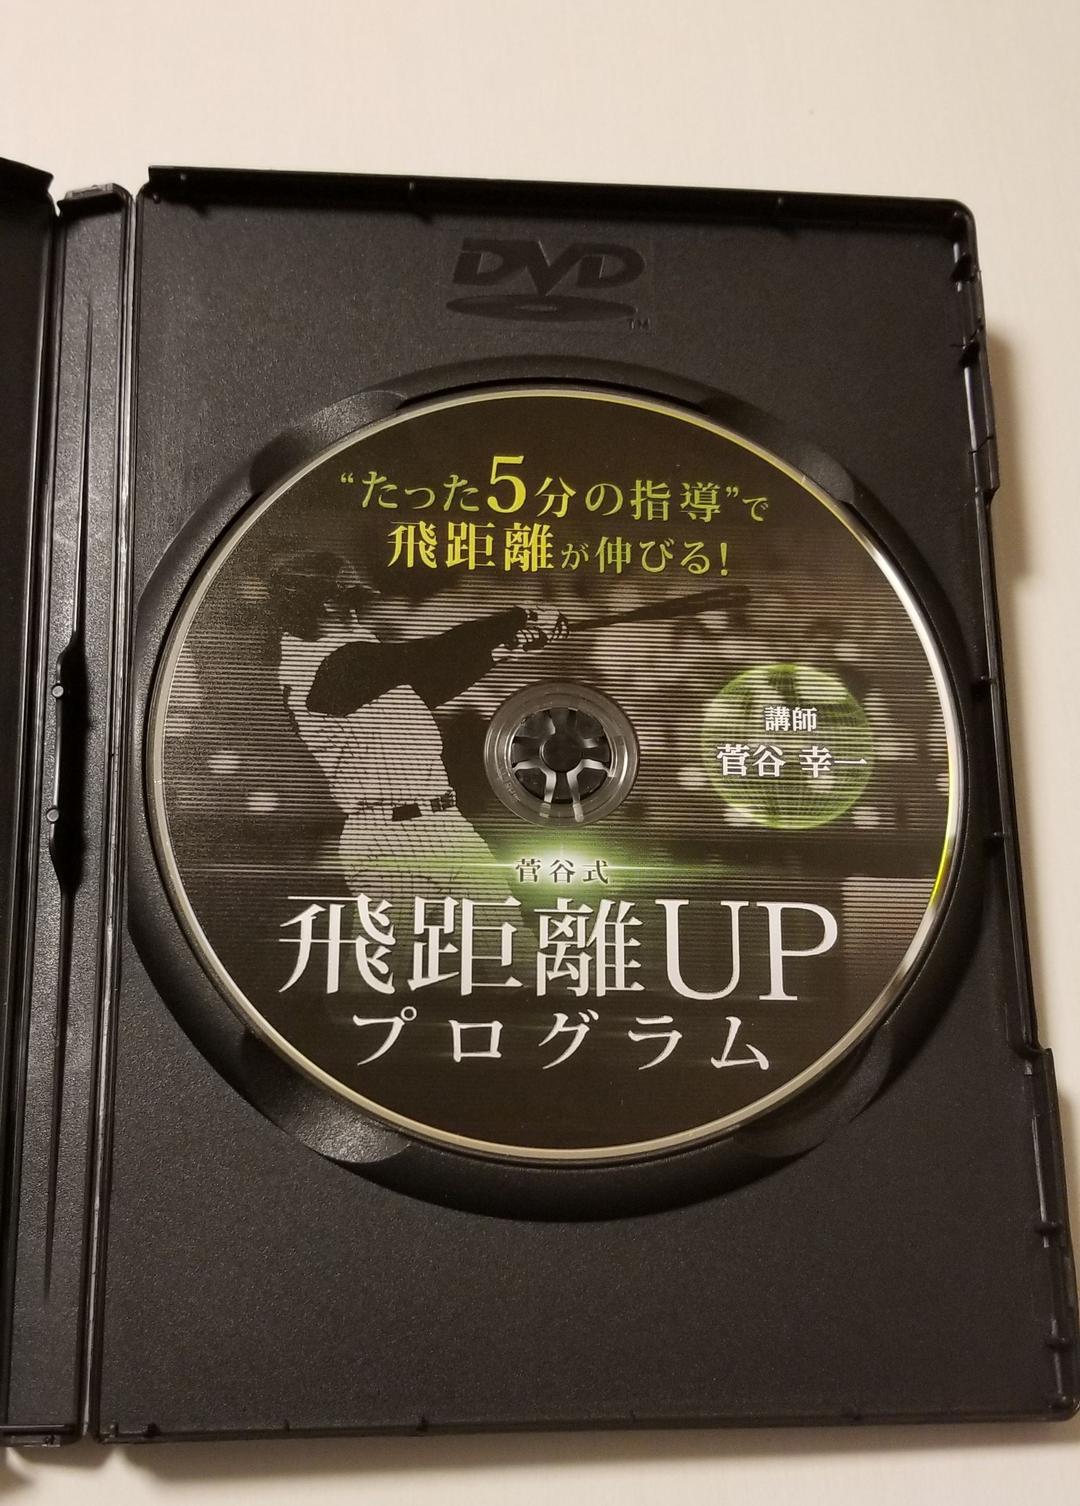 DVD
TM
“たった5分の指導”で
飛距離が伸びる!
講師
菅谷 幸一
菅谷式
飛距離UP
プログラム